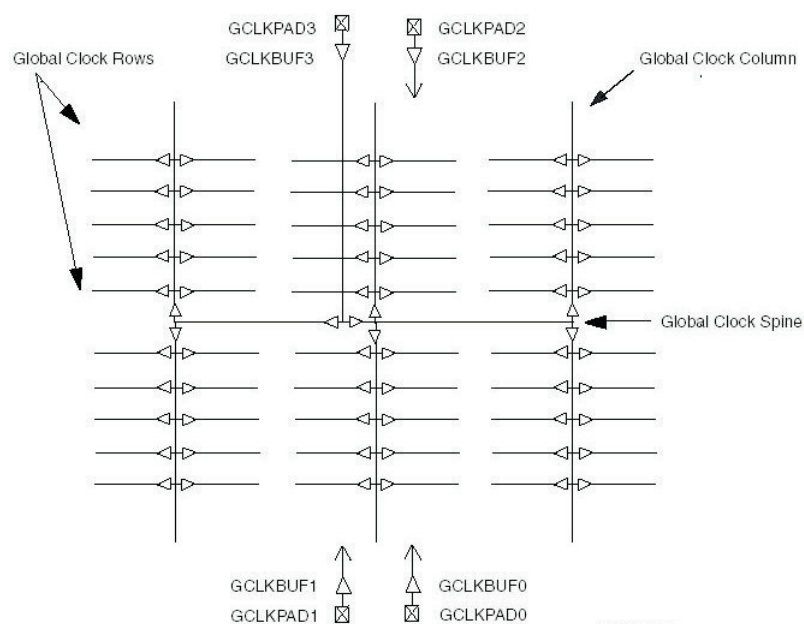 GCLKPAD3
GCLKPAD2
Global Clock Rows
GCLKBUF3
GCLKBUF2
Global Clock Column
Global Clock Spine
GCLKBUF1
GCLKBUF0
GCLKPAD1
GCLKPAD0